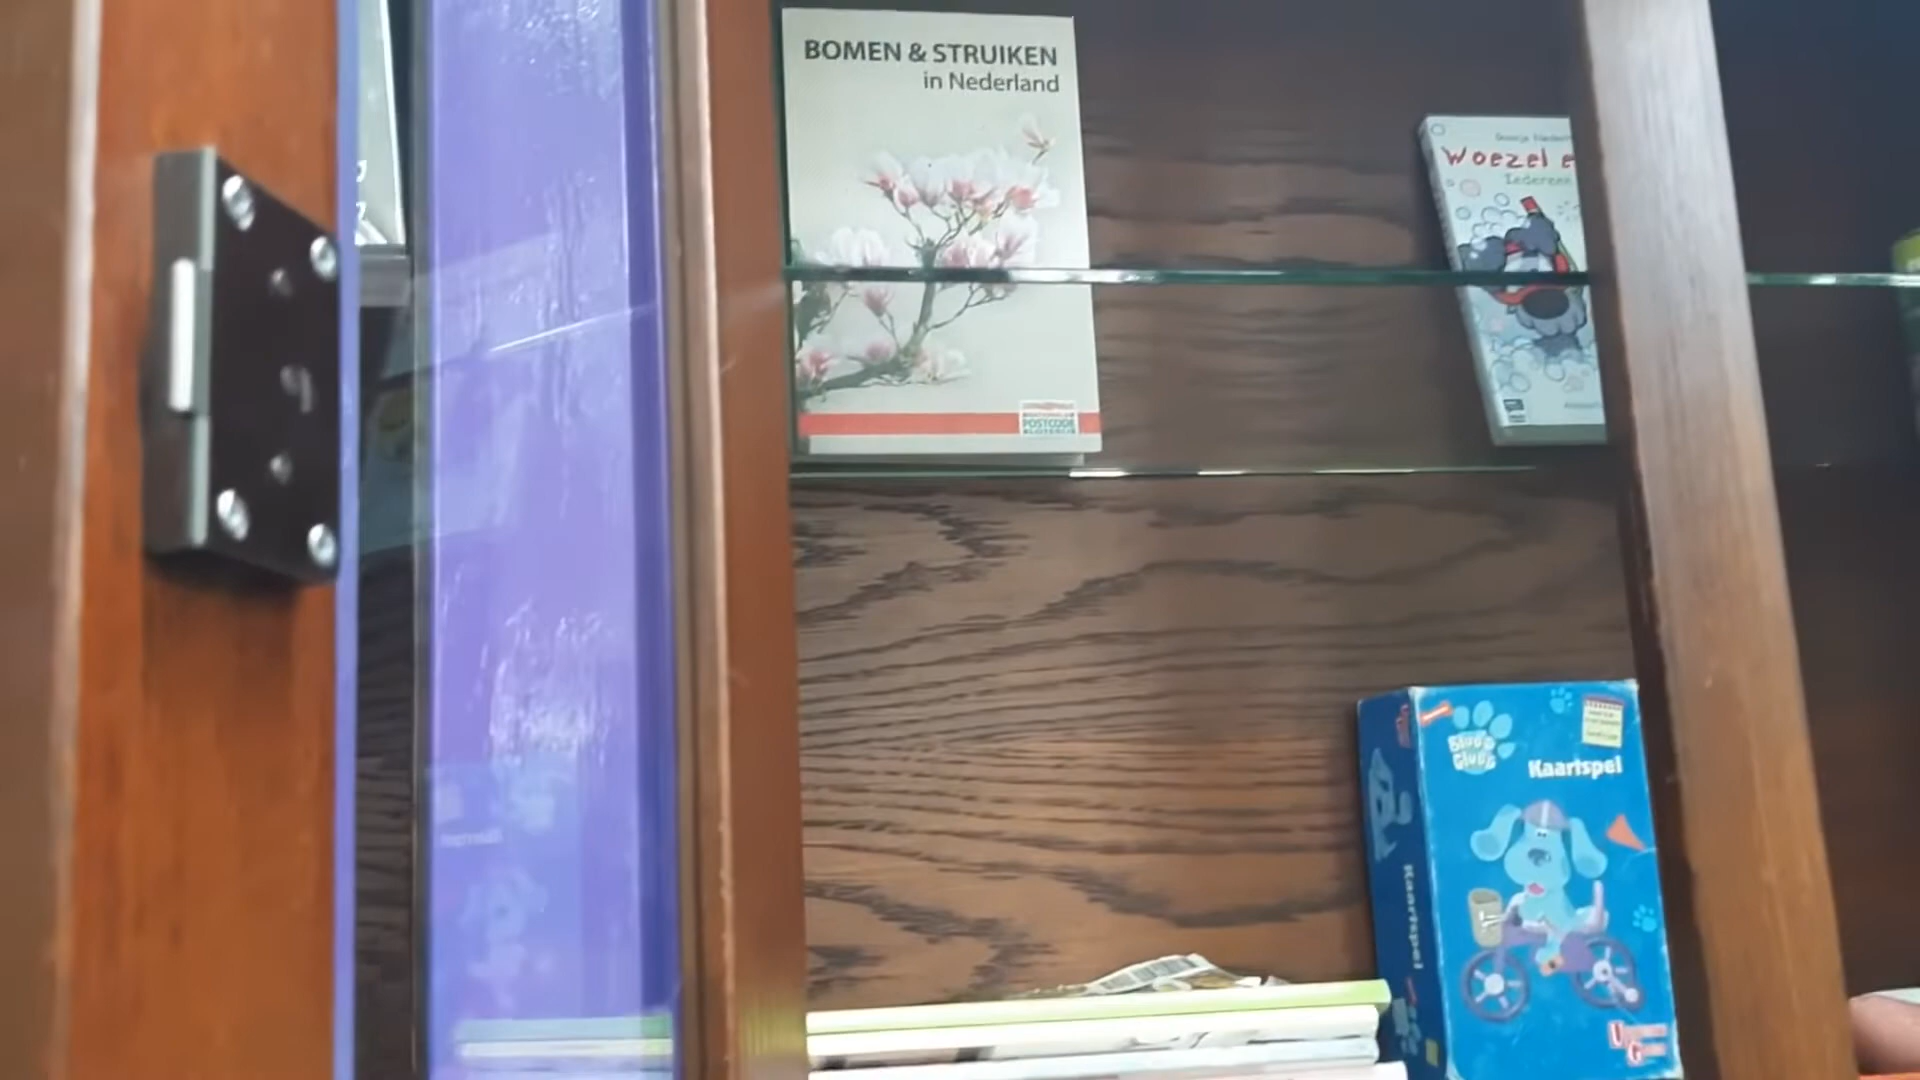 BOMEN & STRUIKEN
in Nederland
POSTCODE
Woezel e
Iedereen
Blue's
Clues
Kaartspel
Kaartspel